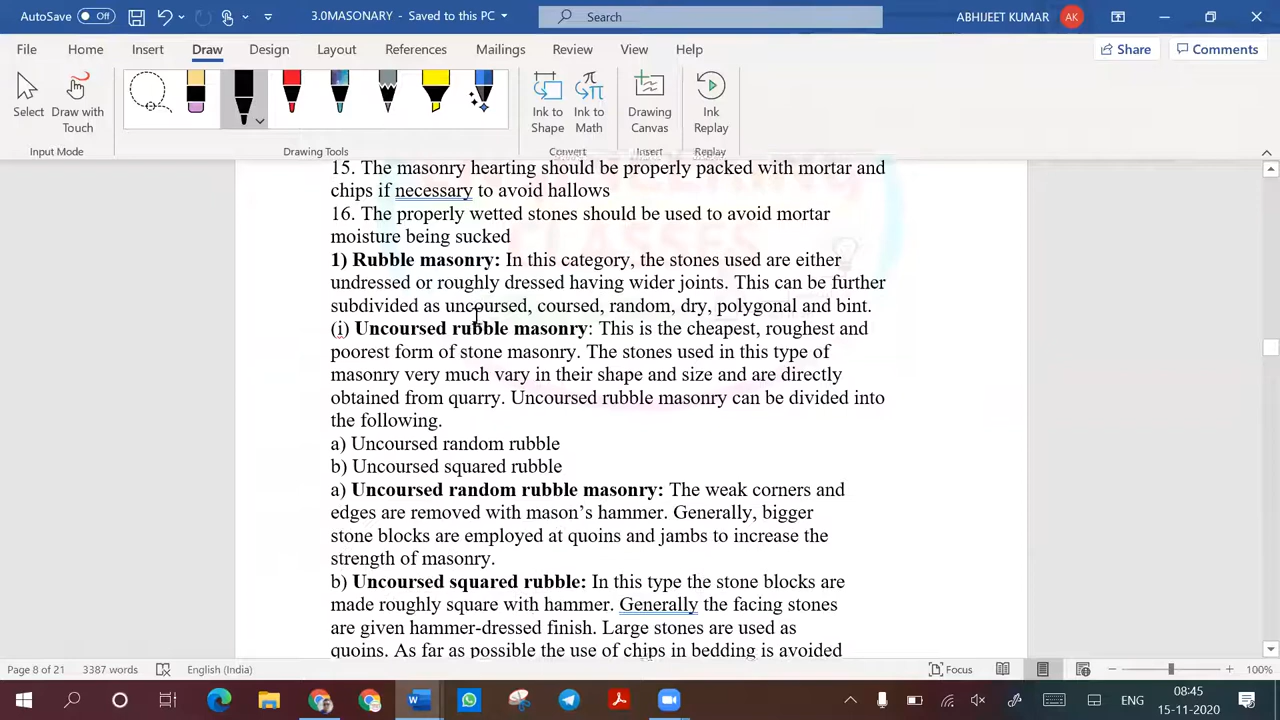 AutoSave Off 3.0MASONARY - Saved to this PC Search ABHIJEET KUMAR AK
File Home Insert Draw Design Layout References Mailings Review View Help Share Comments
Select Draw with Touch Ink to Shape Ink to Math Drawing Canvas Ink Replay
Input Mode Drawing Tools Convert Insert Replay
15. The masonry hearting should be properly packed with mortar and
chips if necessary to avoid hallows
16. The properly wetted stones should be used to avoid mortar
moisture being sucked
1) Rubble masonry: In this category, the stones used are either
undressed or roughly dressed having wider joints. This can be further
subdivided as uncoursed, coursed, random, dry, polygonal and bint.
(i) Uncoursed rubble masonry: This is the cheapest, roughest and
poorest form of stone masonry. The stones used in this type of
masonry very much vary in their shape and size and are directly
obtained from quarry. Uncoursed rubble masonry can be divided into
the following.
a) Uncoursed random rubble
b) Uncoursed squared rubble
a) Uncoursed random rubble masonry: The weak corners and
edges are removed with mason’s hammer. Generally, bigger
stone blocks are employed at quoins and jambs to increase the
strength of masonry.
b) Uncoursed squared rubble: In this type the stone blocks are
made roughly square with hammer. Generally the facing stones
are given hammer-dressed finish. Large stones are used as
quoins. As far as possible the use of chips in bedding is avoided
Page 8 of 21 3387 words English (India) Focus 100%
ENG 08:45
15-11-2020